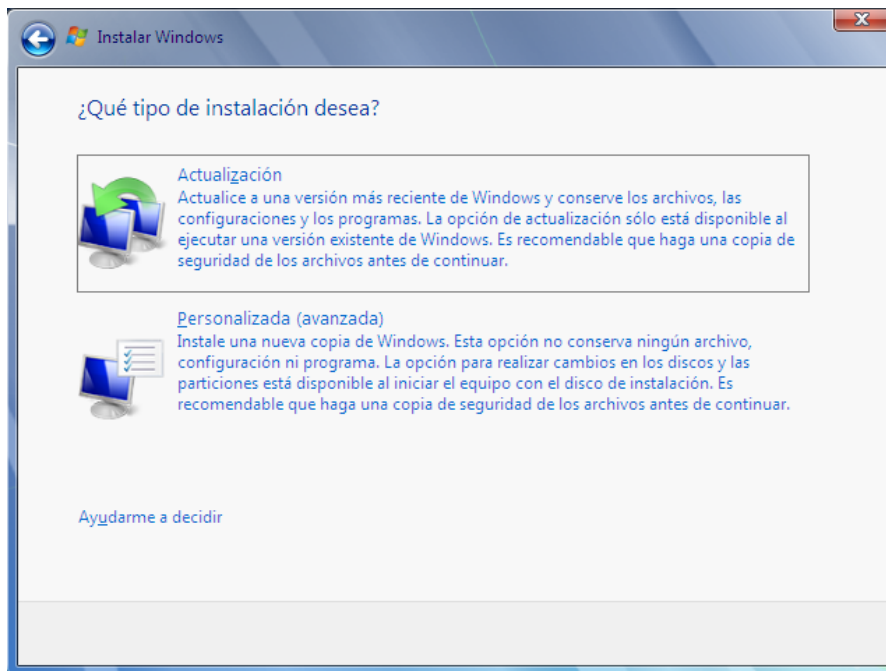 Instalar Windows
¿Qué tipo de instalación desea?
Actualización
Actualice a una versión más reciente de Windows y conserve los archivos, las
configuraciones y los programas. La opción de actualización sólo está disponible al
ejecutar una versión existente de Windows. Es recomendable que haga una copia de
seguridad de los archivos antes de continuar.
Personalizada (avanzada)
Instale una nueva copia de Windows. Esta opción no conserva ningún archivo,
configuración ni programa. La opción para realizar cambios en los discos y las
particiones está disponible al iniciar el equipo con el disco de instalación. Es
recomendable que haga una copia de seguridad de los archivos antes de continuar.
Ayudarme a decidir